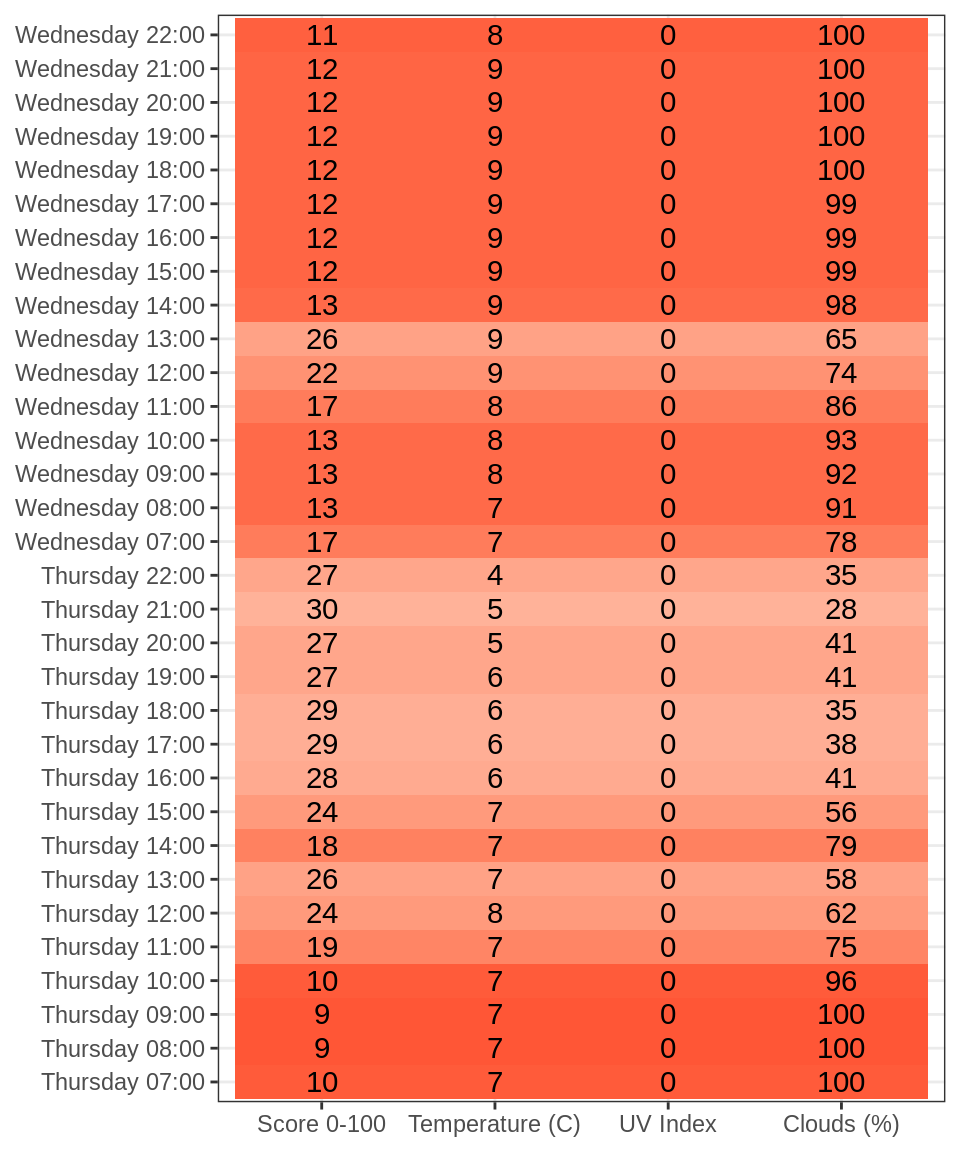 Wednesday 22:00 11 8 0 100
Wednesday 21:00 12 9 0 100
Wednesday 20:00 12 9 0 100
Wednesday 19:00 12 9 0 100
Wednesday 18:00 12 9 0 100
Wednesday 17:00 12 9 0 99
Wednesday 16:00 12 9 0 99
Wednesday 15:00 12 9 0 99
Wednesday 14:00 13 9 0 98
Wednesday 13:00 26 9 0 65
Wednesday 12:00 22 9 0 74
Wednesday 11:00 17 8 0 86
Wednesday 10:00 13 8 0 93
Wednesday 09:00 13 8 0 92
Wednesday 08:00 13 7 0 91
Wednesday 07:00 17 7 0 78
Thursday 22:00 27 4 0 35
Thursday 21:00 30 5 0 28
Thursday 20:00 27 5 0 41
Thursday 19:00 27 6 0 41
Thursday 18:00 29 6 0 35
Thursday 17:00 29 6 0 38
Thursday 16:00 28 6 0 41
Thursday 15:00 24 7 0 56
Thursday 14:00 18 7 0 79
Thursday 13:00 26 7 0 58
Thursday 12:00 24 8 0 62
Thursday 11:00 19 7 0 75
Thursday 10:00 10 7 0 96
Thursday 09:00 9 7 0 100
Thursday 08:00 9 7 0 100
Thursday 07:00 10 7 0 100
Score 0-100 Temperature (C) UV Index Clouds (%)